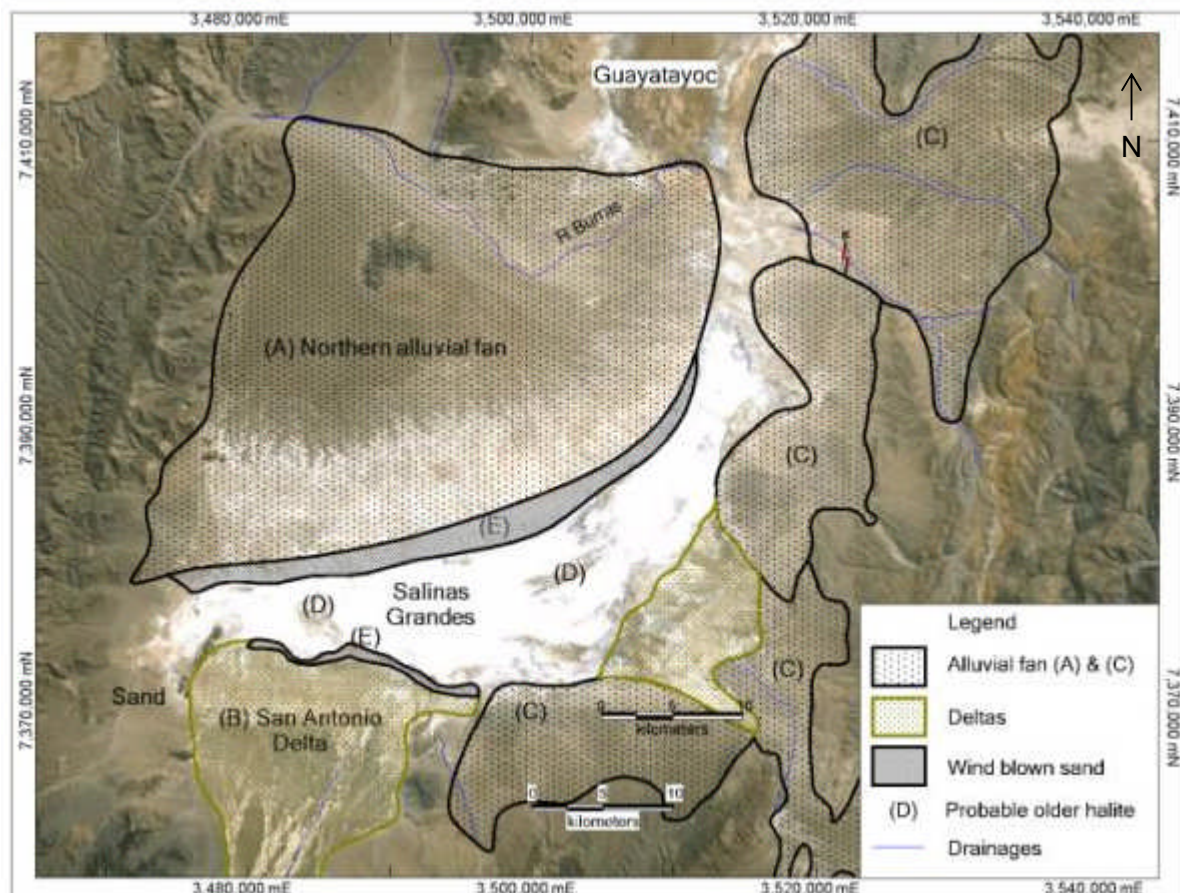 3,480,000 mE
3,500,000 mE
3,520,000 mE
3,540,000 mE
7,410,000 mN
7,390,000 mN
7,370,000 mN
7,410,000 mN
7,390,000 mN
7,370,000 mN
Guayatayoc
N
(C)
R Burras
(A) Northern alluvial fan
(C)
(E)
(D)
(D)
Salinas
Grandes
(E)
Sand
(B) San Antonio
Delta
(C)
(C)
0 5 10
kilometers
0 5 10
kilometers
Legend
Alluvial fan (A) & (C)
Deltas
Wind blown sand
(D) Probable older halite
Drainages
3,480,000 mE
3,500,000 mE
3,520,000 mE
3,540,000 mE